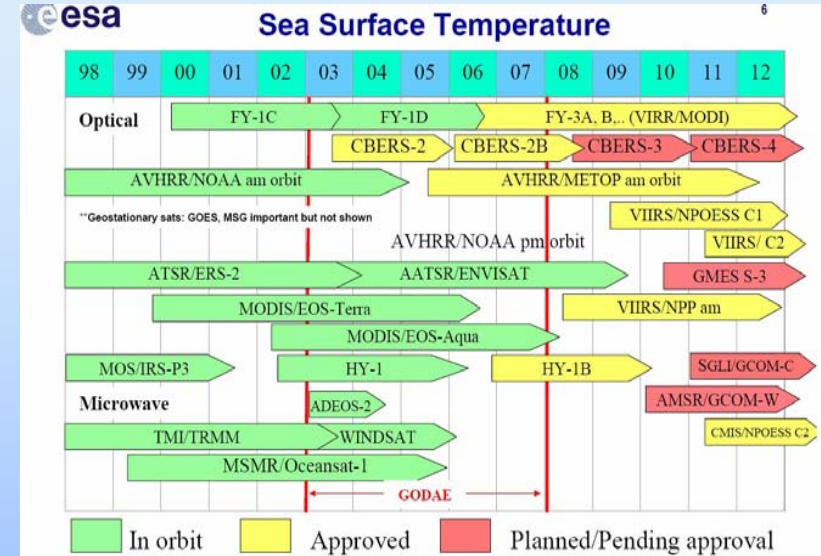 esa
Sea Surface Temperature
6
98 99 00 01 02 03 04 05 06 07 08 09 10 11 12
Optical FY-1C FY-1D FY-3A, B,.. (VIRR/MODI)
CBERS-2 CBERS-2B CBERS-3 CBERS-4
AVHRR/NOAA am orbit AVHRR/METOP am orbit
**Geostationary sats: GOES, MSG important but not shown VIIRS/NPOESS C1
AVHRR/NOAA pm orbit VIIRS/ C2
ATSR/ERS-2 AATSR/ENVISAT GMES S-3
MODIS/EOS-Terra VIIRS/NPP am
MODIS/EOS-Aqua
MOS/IRS-P3 HY-1 HY-1B SGLI/GCOM-C
Microwave ADEOS-2 AMSR/GCOM-W
TMI/TRMM WINDSAT CMIS/NPOESS C2
MSMR/Oceansat-1
GODAE
In orbit Approved Planned/Pending approval